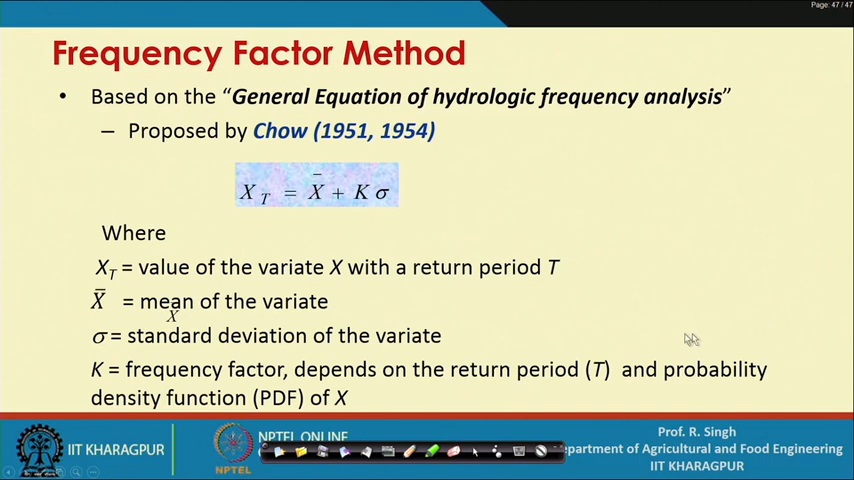 Page: 47 / 47
Frequency Factor Method
• Based on the “General Equation of hydrologic frequency analysis”
– Proposed by Chow (1951, 1954)
X_T = X̄ + K σ
Where
X_T = value of the variate X with a return period T
X̄ = mean of the variate
X
σ = standard deviation of the variate
K = frequency factor, depends on the return period (T) and probability
density function (PDF) of X
IIT KHARAGPUR
NPTEL
NPTEL ONLINE
Prof. R. Singh
epartment of Agricultural and Food Engineering
IIT KHARAGPUR